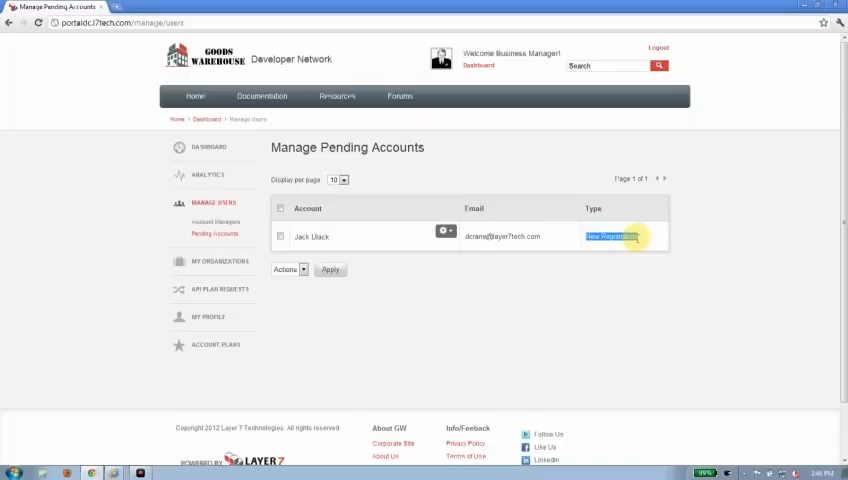 Manage Pending Accounts
portaldc.l7tech.com/manage/users
Logout
GOODS
WAREHOUSE
Developer Network
Welcome Business Manager!
Dashboard
Search
Home Documentation Resources Forums
Home > Dashboard > Manage Users
DASHBOARD
ANALYTICS
MANAGE USERS
Account Managers
Pending Accounts
MY ORGANIZATIONS
API PLAN REQUESTS
MY PROFILE
ACCOUNT PLANS
Manage Pending Accounts
Display per page 10
Page 1 of 1
Account Email Type
Jack Black dcrane@layer7tech.com New Registration
Actions Apply
Copyright 2012 Layer 7 Technologies. All rights reserved.
POWERED BY LAYER 7
About GW
Corporate Site
About Us
Info/Feeback
Privacy Policy
Terms of Use
Follow Us
Like Us
LinkedIn
99%
2:46 PM